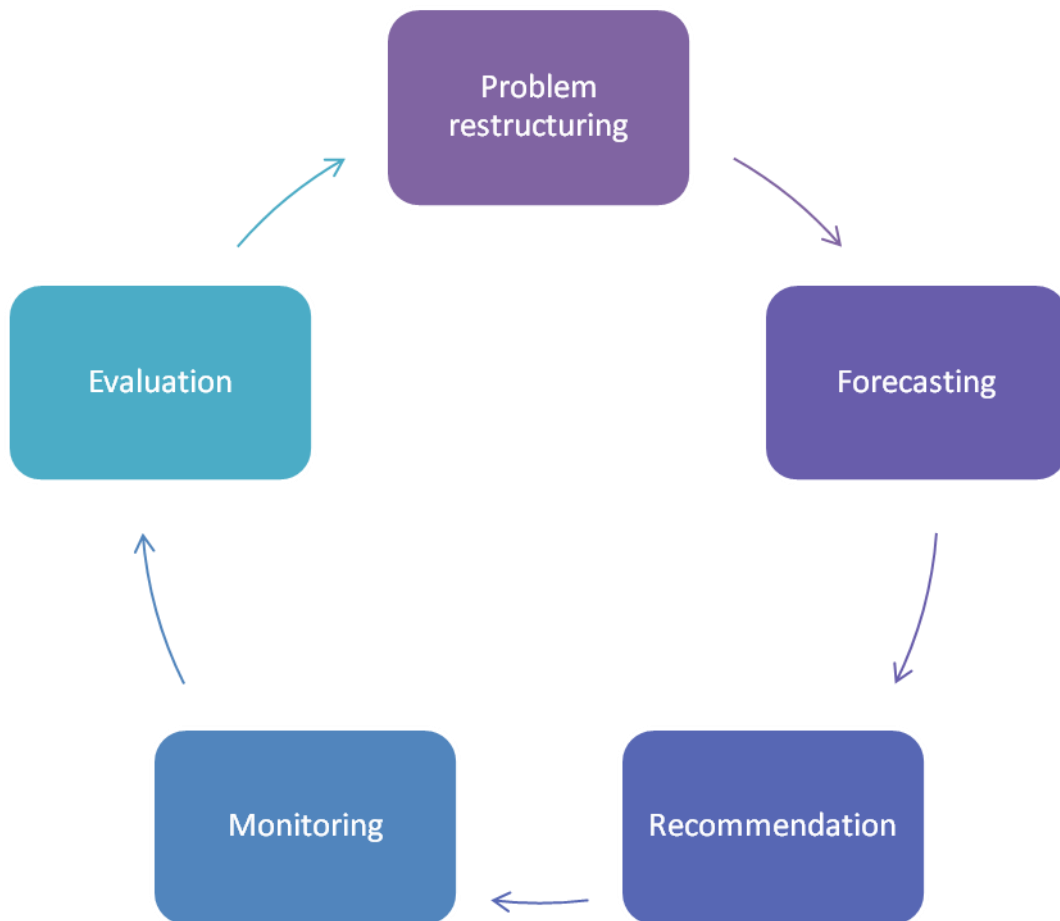 Problem
restructuring
Forecasting
Recommendation
Monitoring
Evaluation